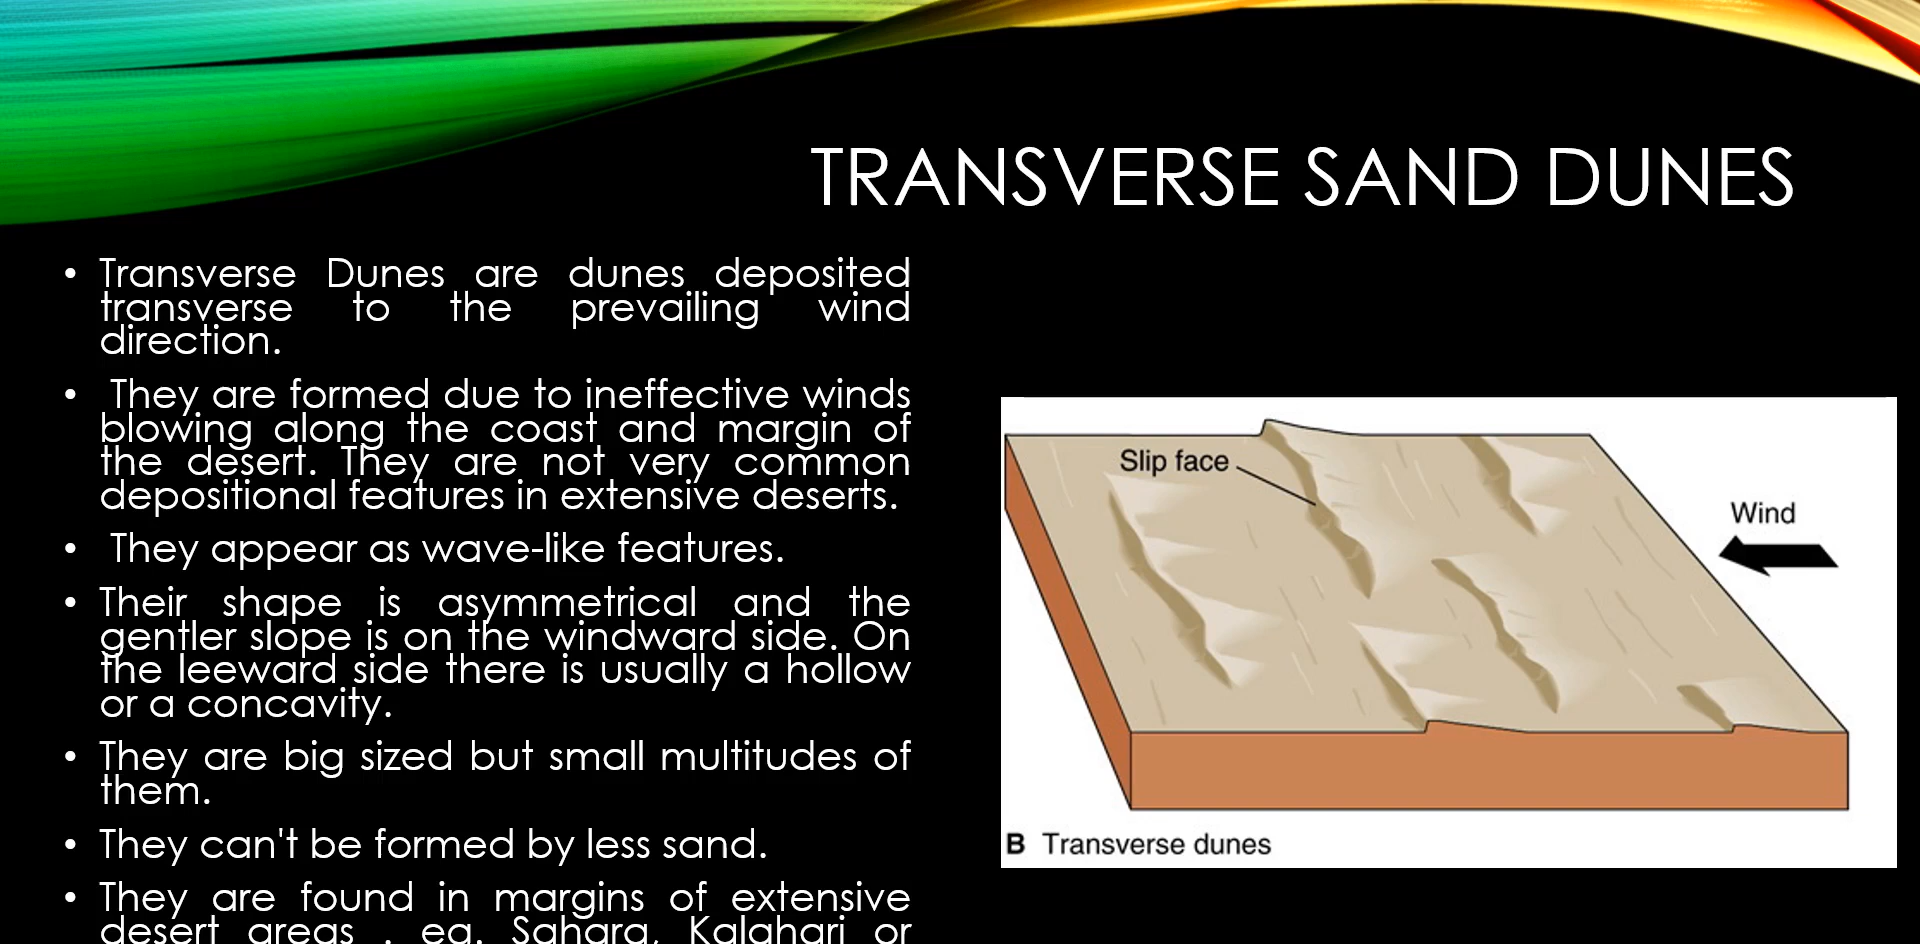 TRANSVERSE SAND DUNES
• Transverse Dunes are dunes deposited
transverse to the prevailing wind
direction.
• They are formed due to ineffective winds
blowing along the coast and margin of
the desert. They are not very common
depositional features in extensive deserts.
• They appear as wave-like features.
• Their shape is asymmetrical and the
gentler slope is on the windward side. On
the leeward side there is usually a hollow
or a concavity.
• They are big sized but small multitudes of
them.
• They can't be formed by less sand.
• They are found in margins of extensive
desert areas . eg. Sahara, Kalahari or
Slip face
Wind
B Transverse dunes